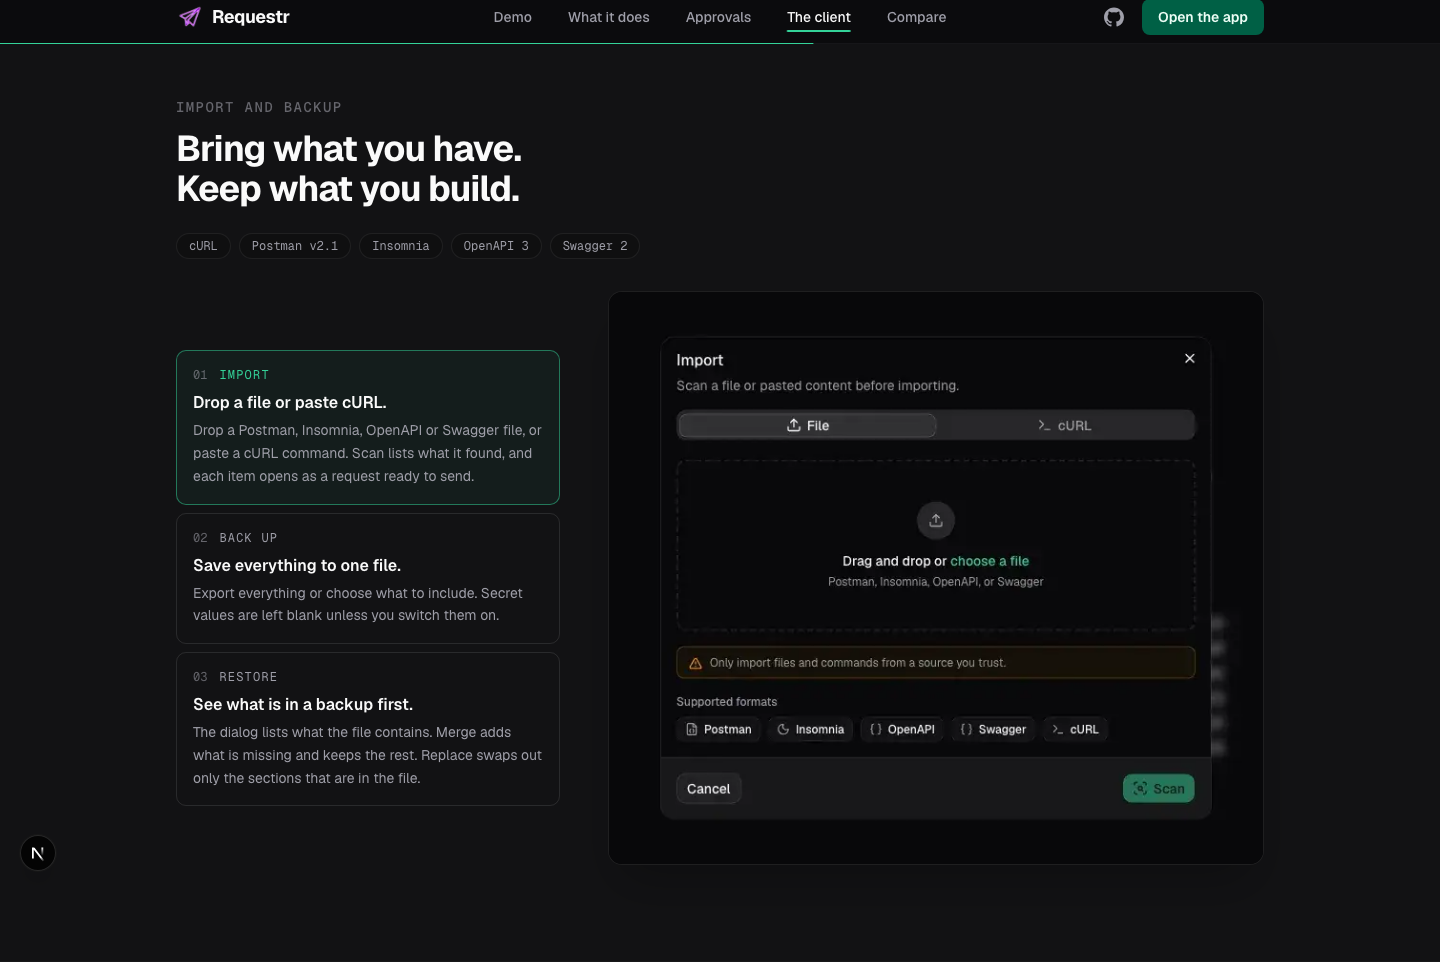 Requestr
Demo
What it does
Approvals
The client
Compare
Open the app
IMPORT AND BACKUP
Bring what you have.
Keep what you build.
cURL
Postman v2.1
Insomnia
OpenAPI 3
Swagger 2
01 IMPORT
Drop a file or paste cURL.
Drop a Postman, Insomnia, OpenAPI or Swagger file, or
paste a cURL command. Scan lists what it found, and
each item opens as a request ready to send.
02 BACK UP
Save everything to one file.
Export everything or choose what to include. Secret
values are left blank unless you switch them on.
03 RESTORE
See what is in a backup first.
The dialog lists what the file contains. Merge adds
what is missing and keeps the rest. Replace swaps out
only the sections that are in the file.
Import
Scan a file or pasted content before importing.
File
cURL
Drag and drop or choose a file
Postman, Insomnia, OpenAPI, or Swagger
Only import files and commands from a source you trust.
Supported formats
Postman
Insomnia
OpenAPI
Swagger
cURL
Cancel
Scan
N